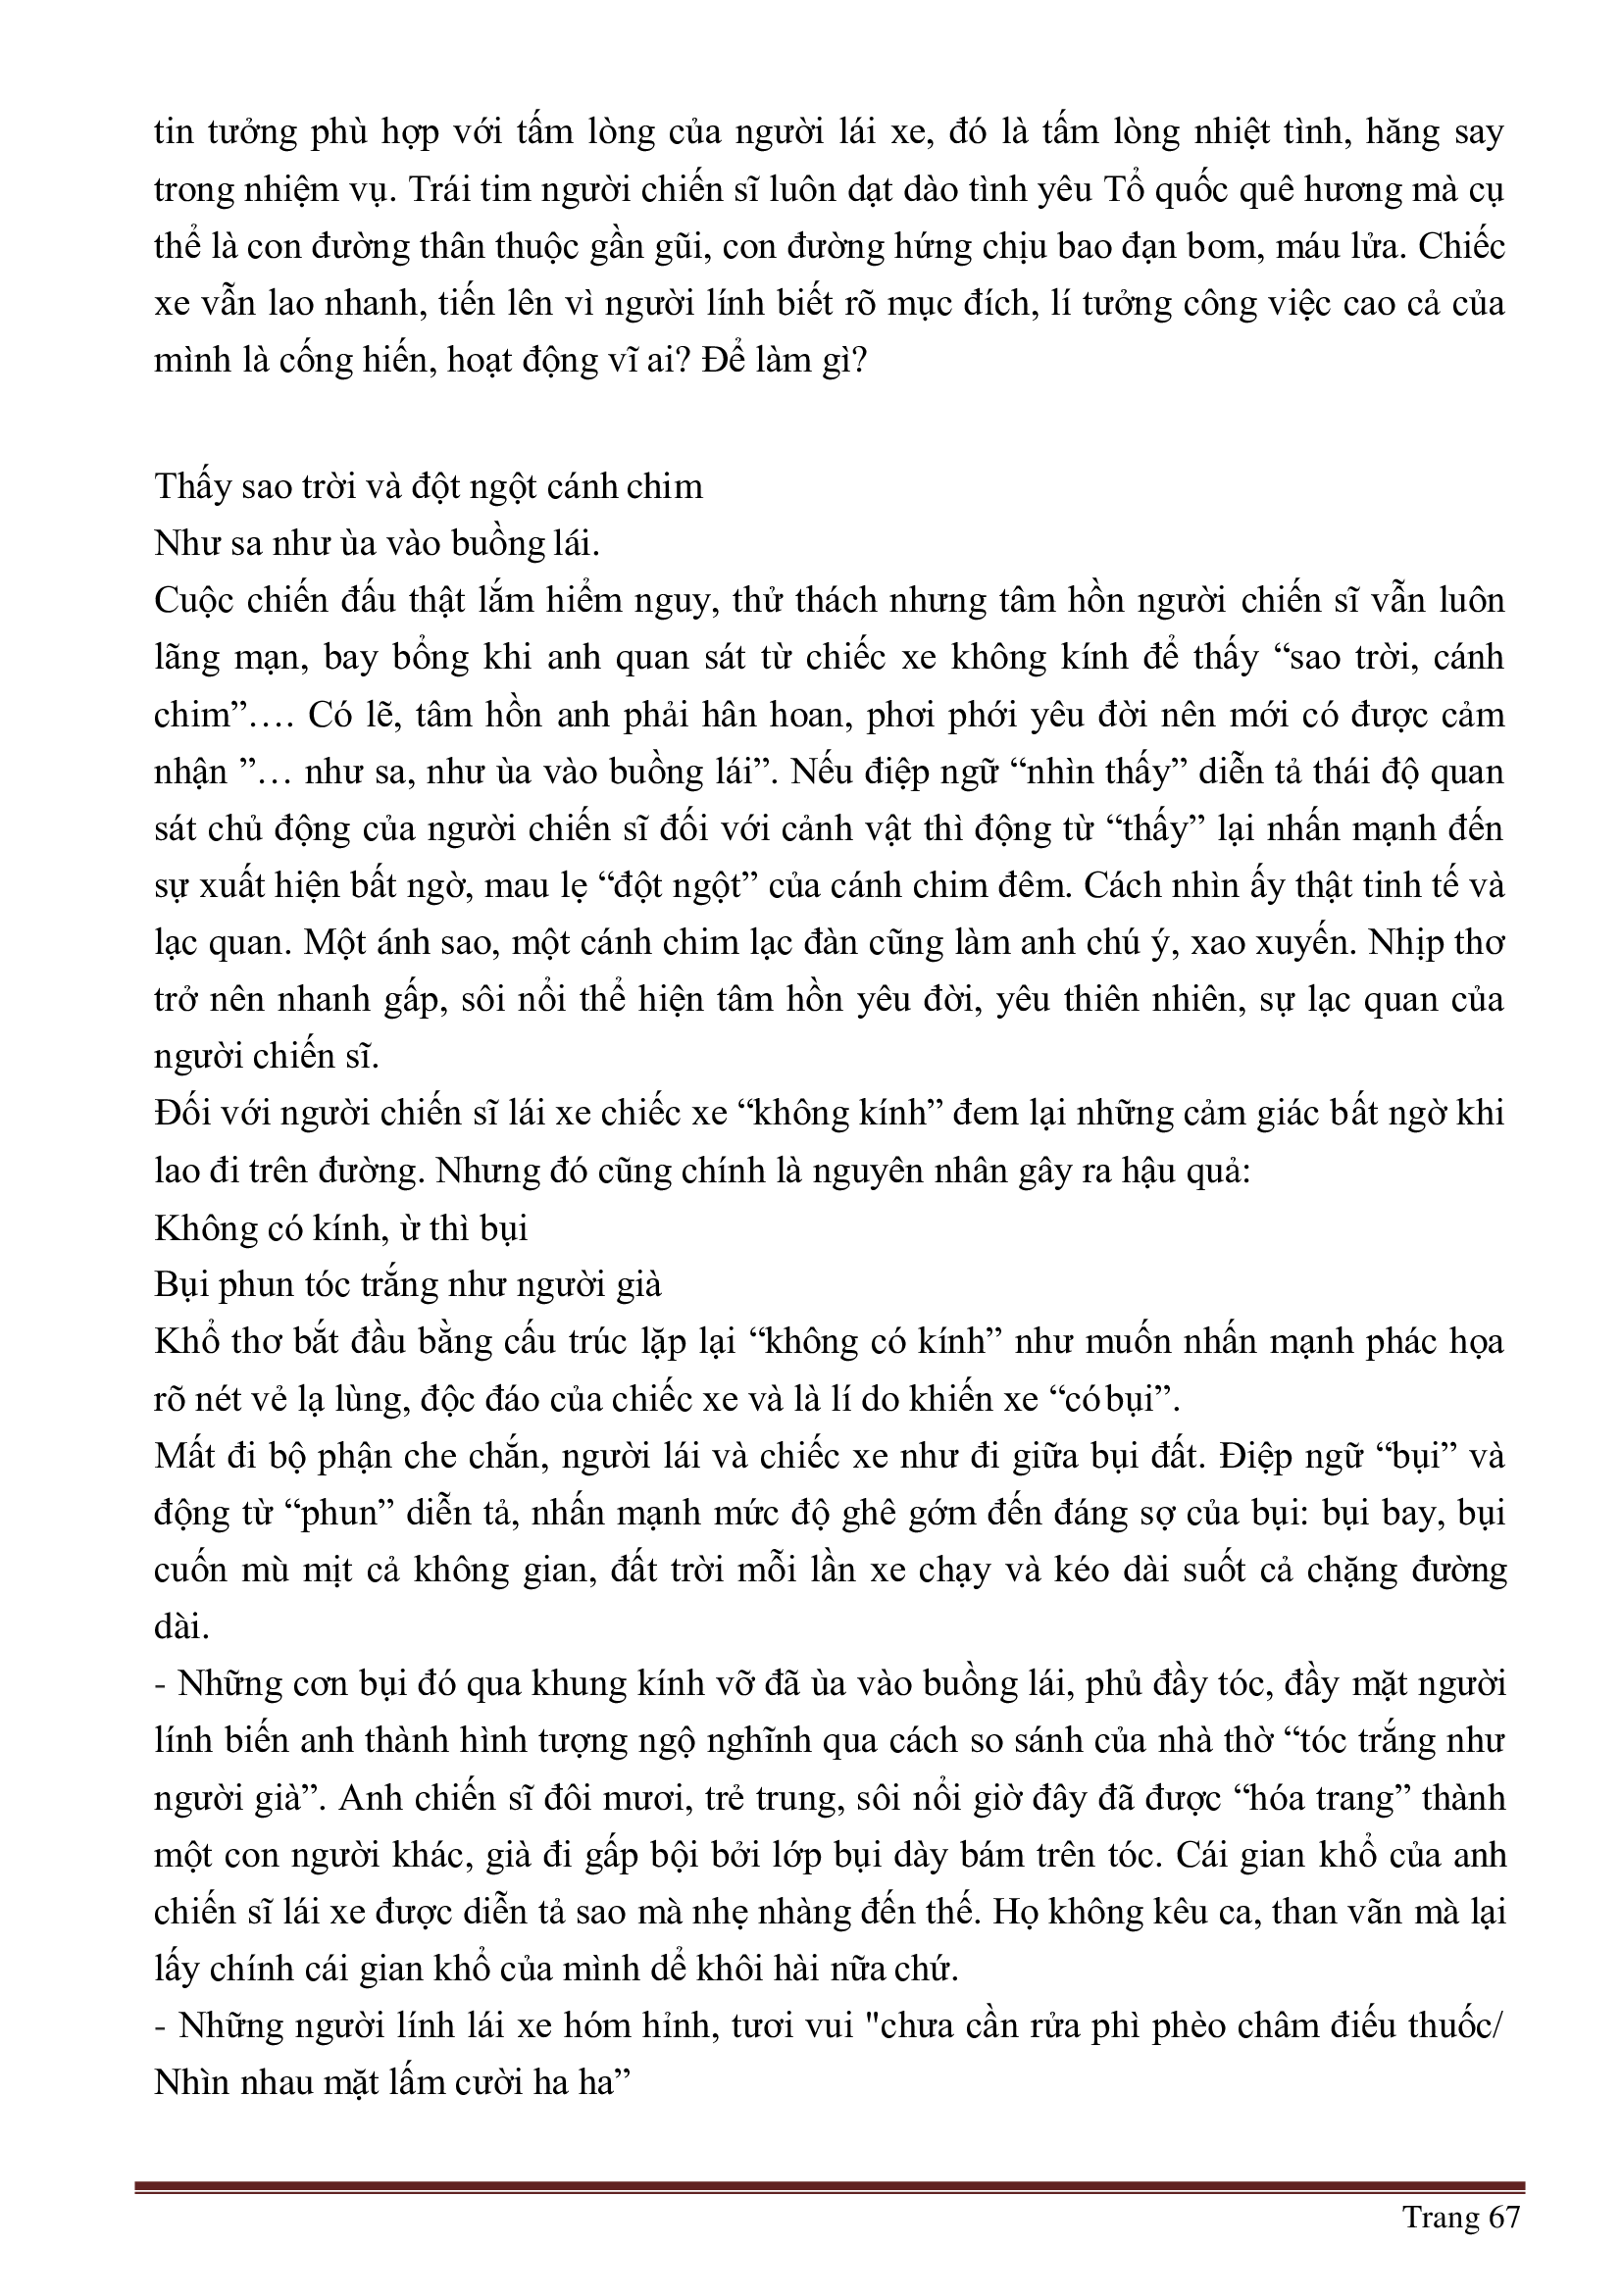 tin tưởng phù hợp với tấm lòng của người lái xe, đó là tấm lòng nhiệt tình, hăng say
trong nhiệm vụ. Trái tim người chiến sĩ luôn dạt dào tình yêu Tổ quốc quê hương mà cụ
thể là con đường thân thuộc gần gũi, con đường hứng chịu bao đạn bom, máu lửa. Chiếc
xe vẫn lao nhanh, tiến lên vì người lính biết rõ mục đích, lí tưởng công việc cao cả của
mình là cống hiến, hoạt động vĩ ai? Để làm gì?
Thấy sao trời và đột ngột cánh chim
Như sa như ùa vào buồng lái.
Cuộc chiến đấu thật lắm hiểm nguy, thử thách nhưng tâm hồn người chiến sĩ vẫn luôn
lãng mạn, bay bổng khi anh quan sát từ chiếc xe không kính để thấy “sao trời, cánh
chim”…. Có lẽ, tâm hồn anh phải hân hoan, phơi phới yêu đời nên mới có được cảm
nhận ”… như sa, như ùa vào buồng lái”. Nếu điệp ngữ “nhìn thấy” diễn tả thái độ quan
sát chủ động của người chiến sĩ đối với cảnh vật thì động từ “thấy” lại nhấn mạnh đến
sự xuất hiện bất ngờ, mau lẹ “đột ngột” của cánh chim đêm. Cách nhìn ấy thật tinh tế và
lạc quan. Một ánh sao, một cánh chim lạc đàn cũng làm anh chú ý, xao xuyến. Nhịp thơ
trở nên nhanh gấp, sôi nổi thể hiện tâm hồn yêu đời, yêu thiên nhiên, sự lạc quan của
người chiến sĩ.
Đối với người chiến sĩ lái xe chiếc xe “không kính” đem lại những cảm giác bất ngờ khi
lao đi trên đường. Nhưng đó cũng chính là nguyên nhân gây ra hậu quả:
Không có kính, ừ thì bụi
Bụi phun tóc trắng như người già
Khổ thơ bắt đầu bằng cấu trúc lặp lại “không có kính” như muốn nhấn mạnh phác họa
rõ nét vẻ lạ lùng, độc đáo của chiếc xe và là lí do khiến xe “có bụi”.
Mất đi bộ phận che chắn, người lái và chiếc xe như đi giữa bụi đất. Điệp ngữ “bụi” và
động từ “phun” diễn tả, nhấn mạnh mức độ ghê gớm đến đáng sợ của bụi: bụi bay, bụi
cuốn mù mịt cả không gian, đất trời mỗi lần xe chạy và kéo dài suốt cả chặng đường
dài.
- Những cơn bụi đó qua khung kính vỡ đã ùa vào buồng lái, phủ đầy tóc, đầy mặt người
lính biến anh thành hình tượng ngộ nghĩnh qua cách so sánh của nhà thờ “tóc trắng như
người già”. Anh chiến sĩ đôi mươi, trẻ trung, sôi nổi giờ đây đã được “hóa trang” thành
một con người khác, già đi gấp bội bởi lớp bụi dày bám trên tóc. Cái gian khổ của anh
chiến sĩ lái xe được diễn tả sao mà nhẹ nhàng đến thế. Họ không kêu ca, than vãn mà lại
lấy chính cái gian khổ của mình dể khôi hài nữa chứ.
- Những người lính lái xe hóm hỉnh, tươi vui "chưa cần rửa phì phèo châm điếu thuốc/
Nhìn nhau mặt lấm cười ha ha”
Trang 67